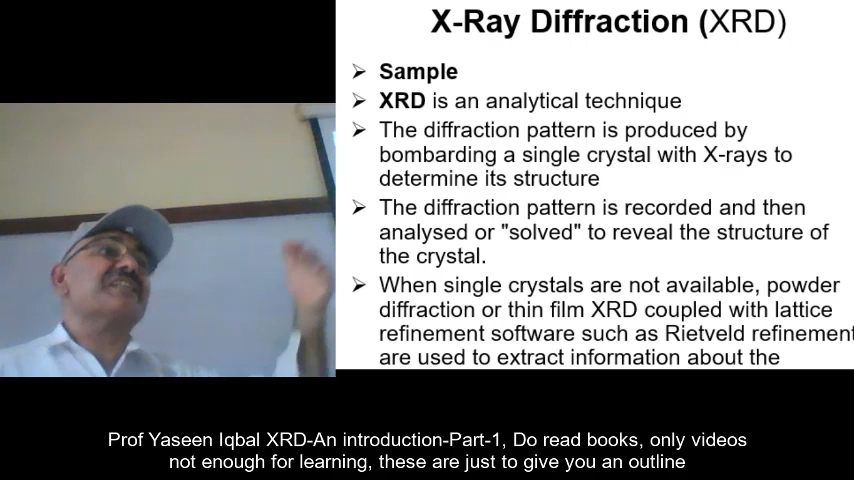 X-Ray Diffraction (XRD)
➢ Sample
➢ XRD is an analytical technique
➢ The diffraction pattern is produced by
bombarding a single crystal with X-rays to
determine its structure
➢ The diffraction pattern is recorded and then
analysed or "solved" to reveal the structure of
the crystal.
➢ When single crystals are not available, powder
diffraction or thin film XRD coupled with lattice
refinement software such as Rietveld refinement
are used to extract information about the
Prof Yaseen Iqbal XRD-An introduction-Part-1, Do read books, only videos
not enough for learning, these are just to give you an outline